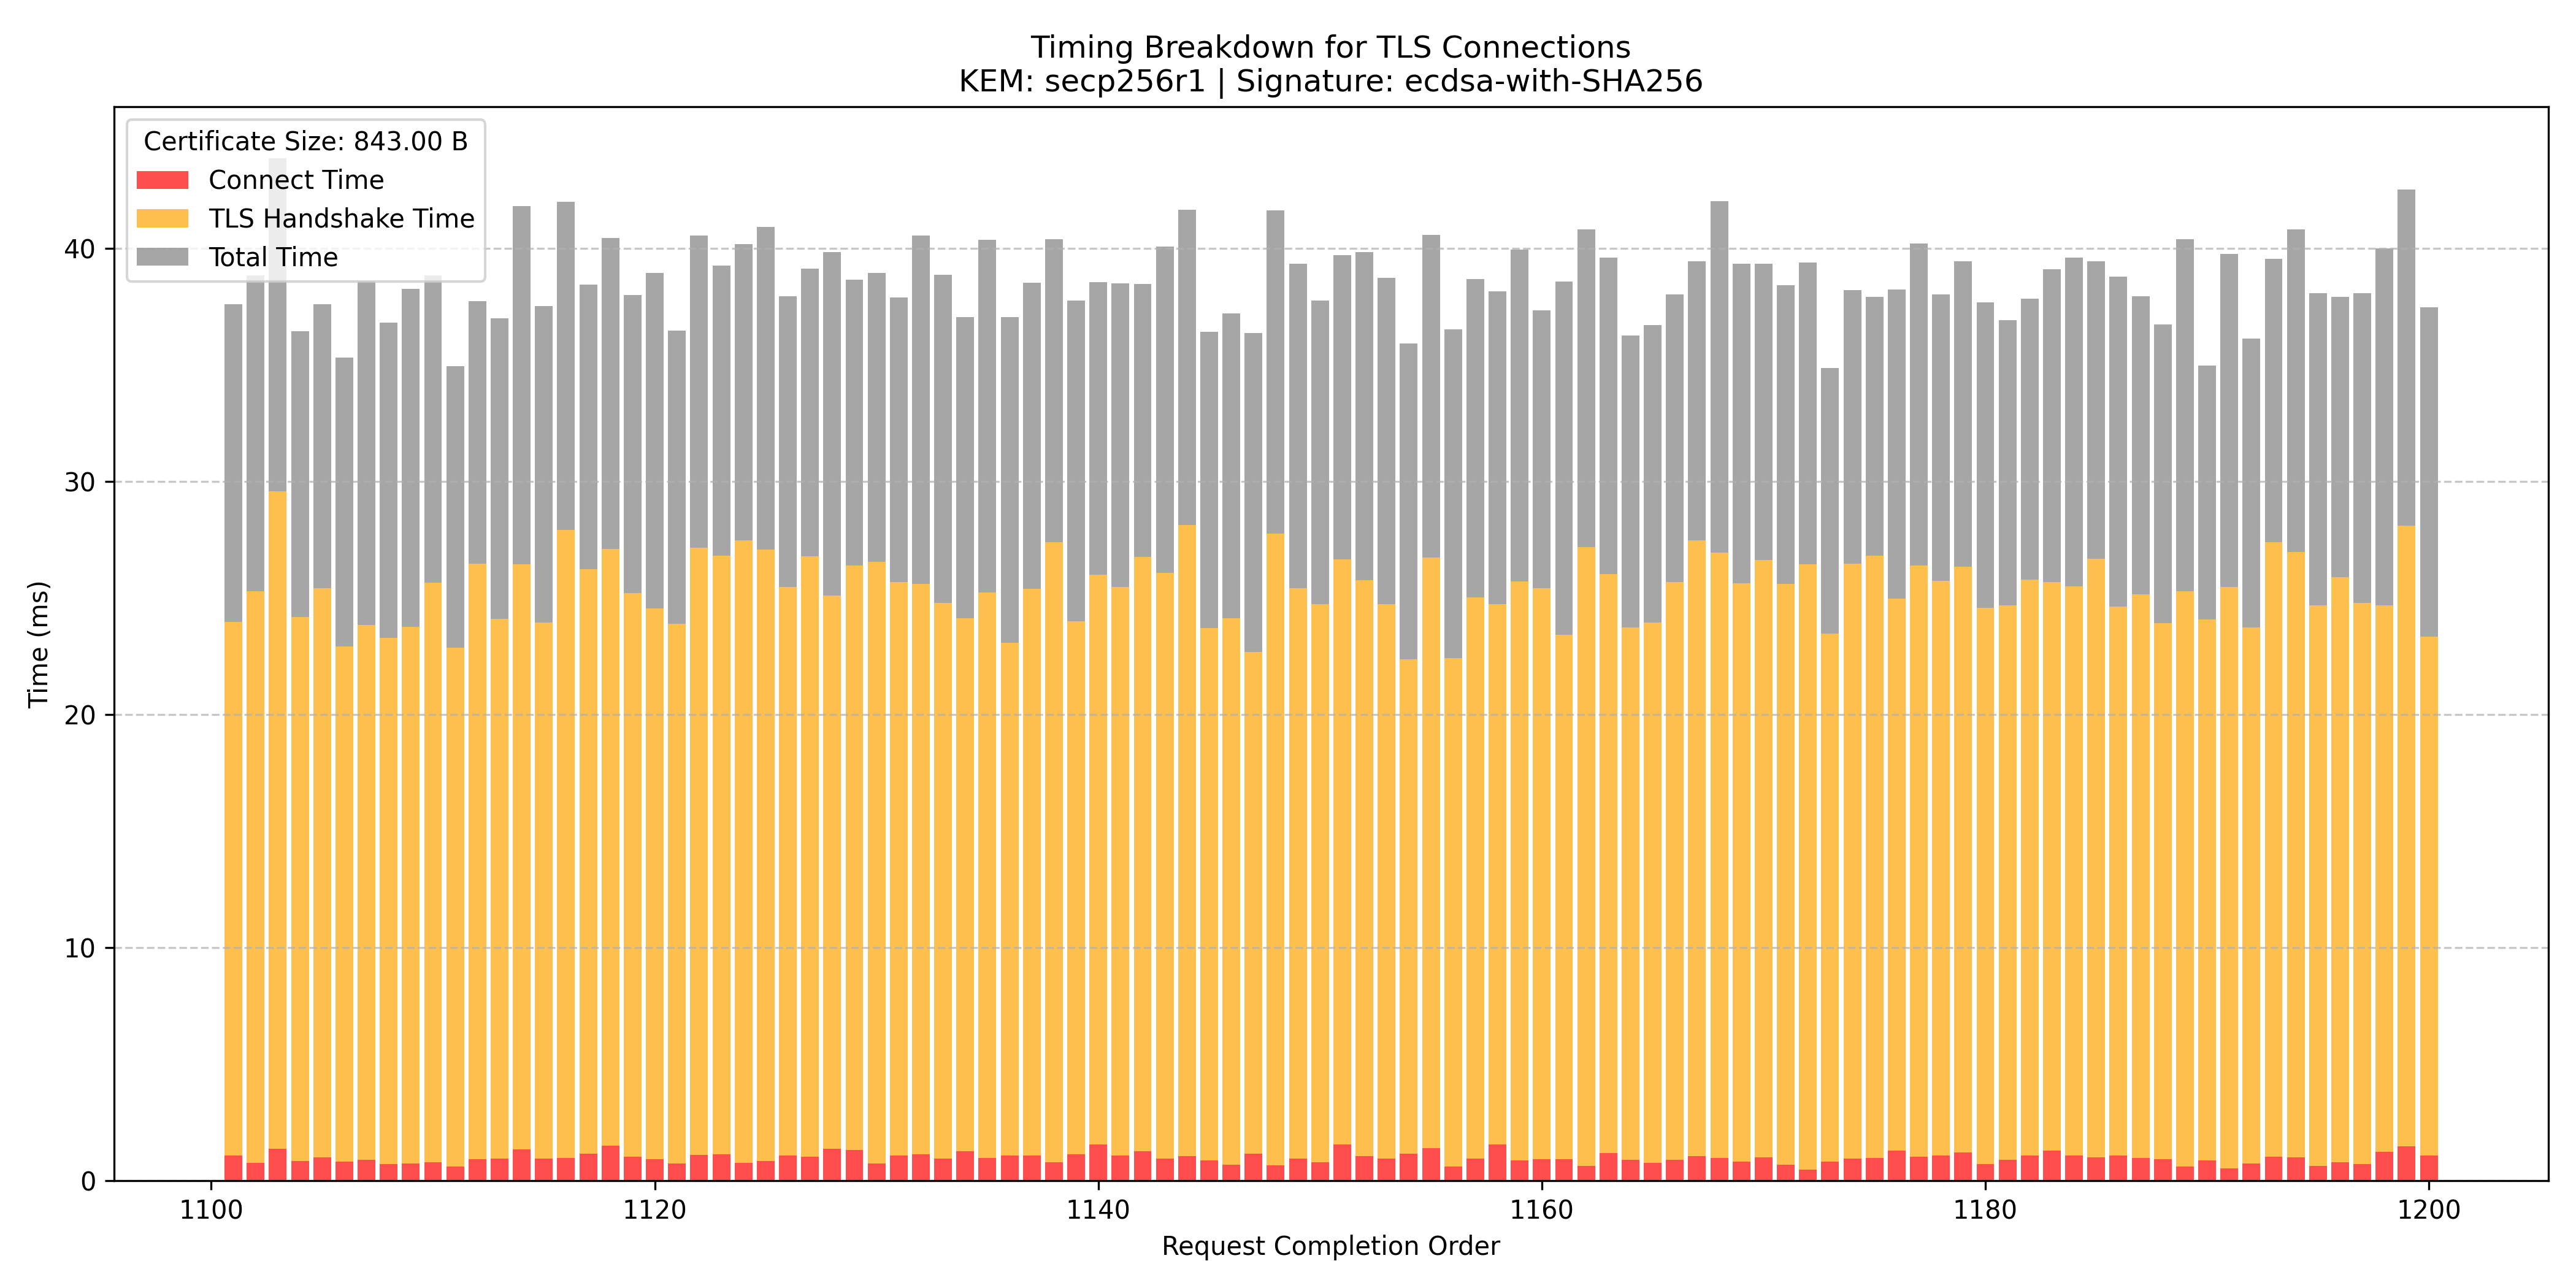 Timing Breakdown for TLS Connections
KEM: secp256r1 | Signature: ecdsa-with-SHA256
Certificate Size: 843.00 B
Connect Time
TLS Handshake Time
Total Time
Time (ms)
40
30
20
10
0
1100 1120 1140 1160 1180 1200
Request Completion Order